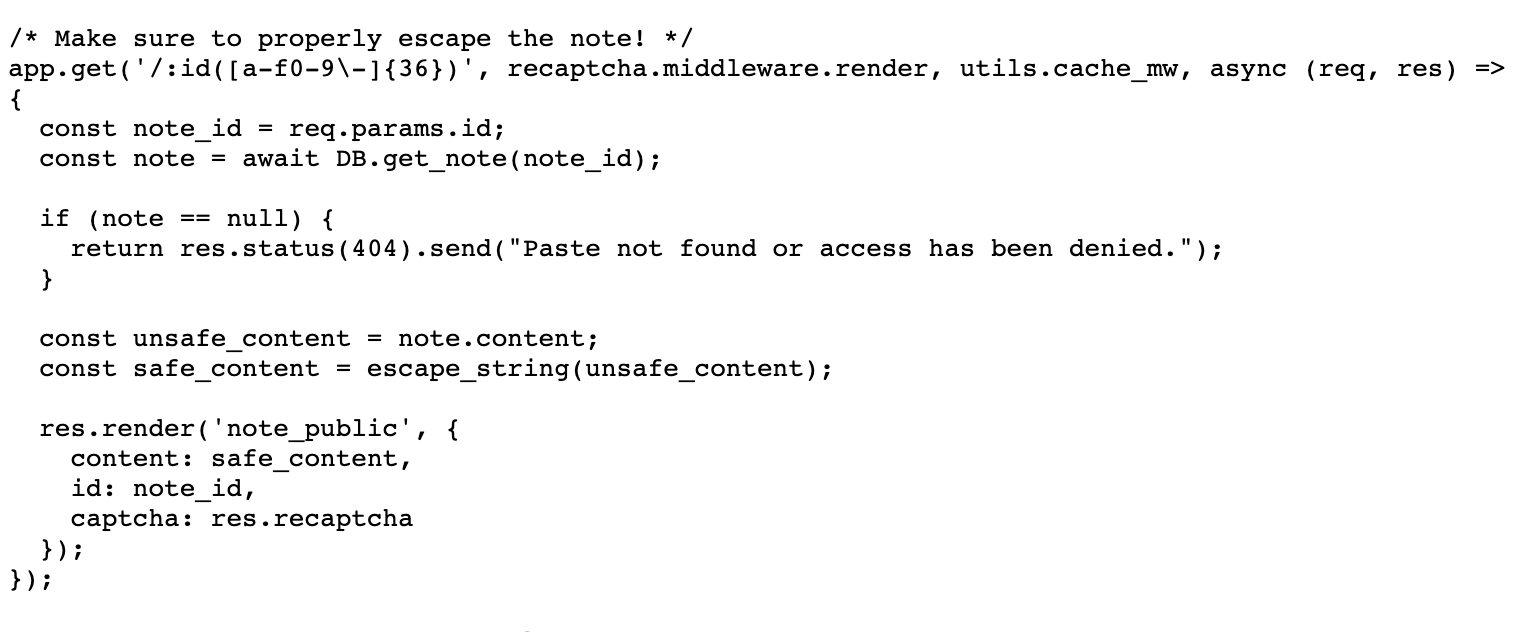 /* Make sure to properly escape the note! */
app.get('/:id([a-f0-9\-]{36})', recaptcha.middleware.render, utils.cache_mw, async (req, res) =>
{
  const note_id = req.params.id;
  const note = await DB.get_note(note_id);

  if (note == null) {
    return res.status(404).send("Paste not found or access has been denied.");
  }

  const unsafe_content = note.content;
  const safe_content = escape_string(unsafe_content);

  res.render('note_public', {
    content: safe_content,
    id: note_id,
    captcha: res.recaptcha
  });
});